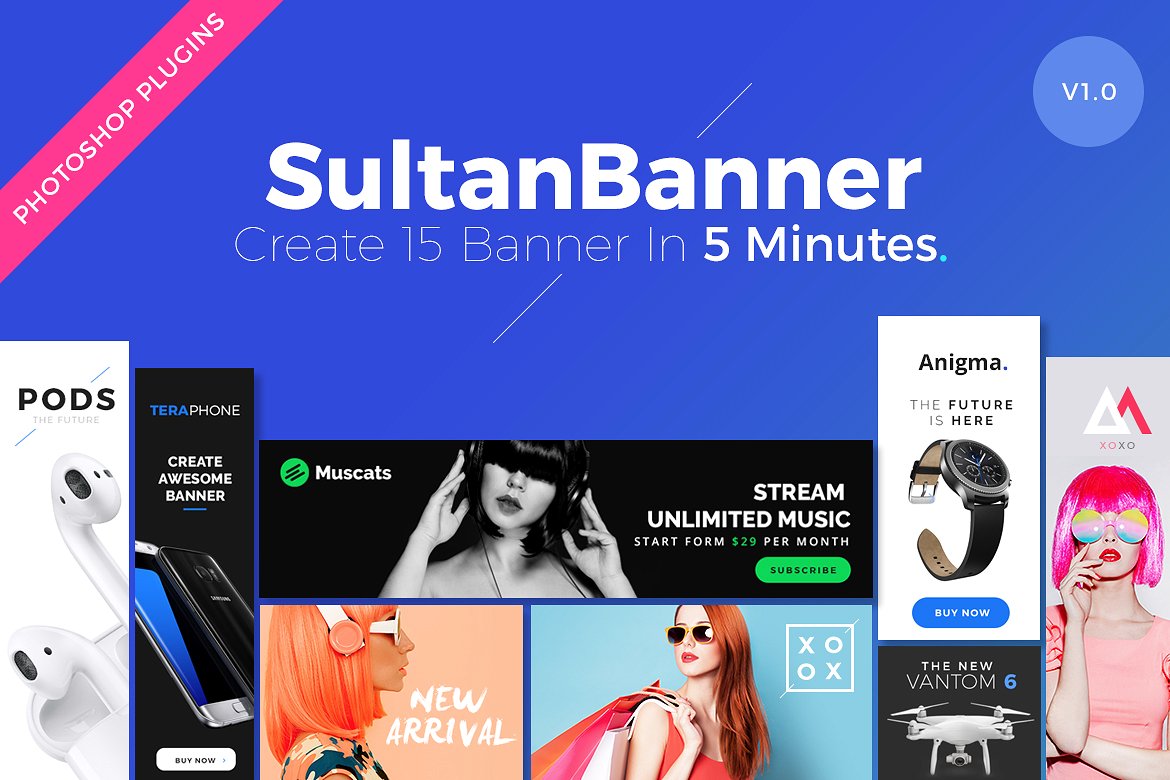 PHOTOSHOP PLUGINS
V1.0
SultanBanner
Create 15 Banner In 5 Minutes.
PODS
THE FUTURE
TERAPHONE
CREATE
AWESOME
BANNER
SAMSUNG
BUY NOW >
Muscats
STREAM
UNLIMITED MUSIC
START FORM $29 PER MONTH
SUBSCRIBE
NEW
ARRIVAL
X O
O X
Anigma.
THE FUTURE
IS HERE
BUY NOW
THE NEW
VANTOM 6
XOXO